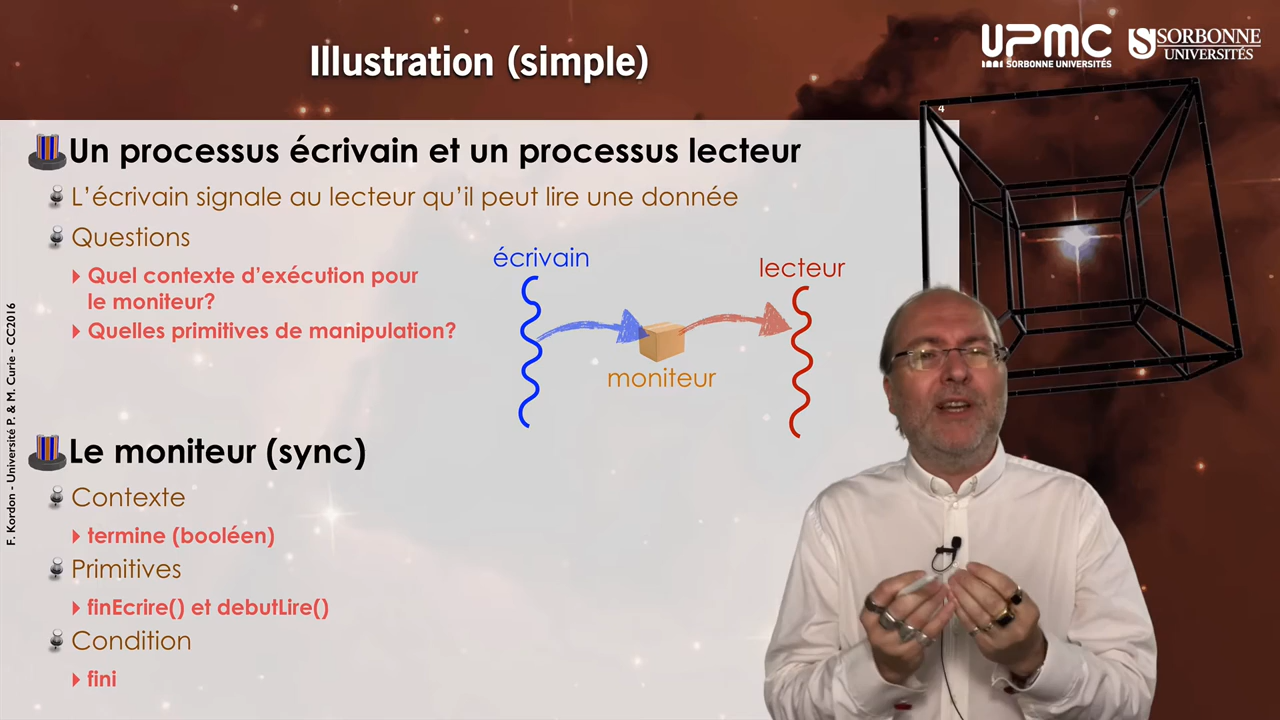 Illustration (simple)
UPMC
SORBONNE UNIVERSITÉS
SORBONNE
UNIVERSITÉS
4
Un processus écrivain et un processus lecteur
L’écrivain signale au lecteur qu’il peut lire une donnée
Questions
Quel contexte d’exécution pour
le moniteur?
Quelles primitives de manipulation?
écrivain
lecteur
moniteur
Le moniteur (sync)
Contexte
termine (booléen)
Primitives
finEcrire() et debutLire()
Condition
fini
F. Kordon - Université P. & M. Curie - CC2016